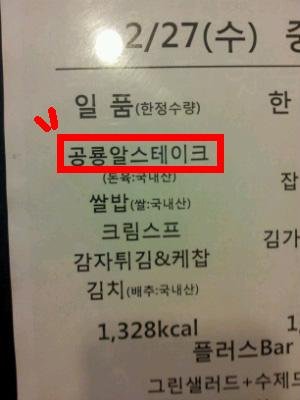 2/27(수) 중
일 품(한정수량)
한
공룡알스테이크
(돈육:국내산)
잡
쌀밥(쌀:국내산)
크림스프
김가
감자튀김&케찹
김치(배추:국내산)
1,328kcal
1,
플러스Bar
그린샐러드+수제드